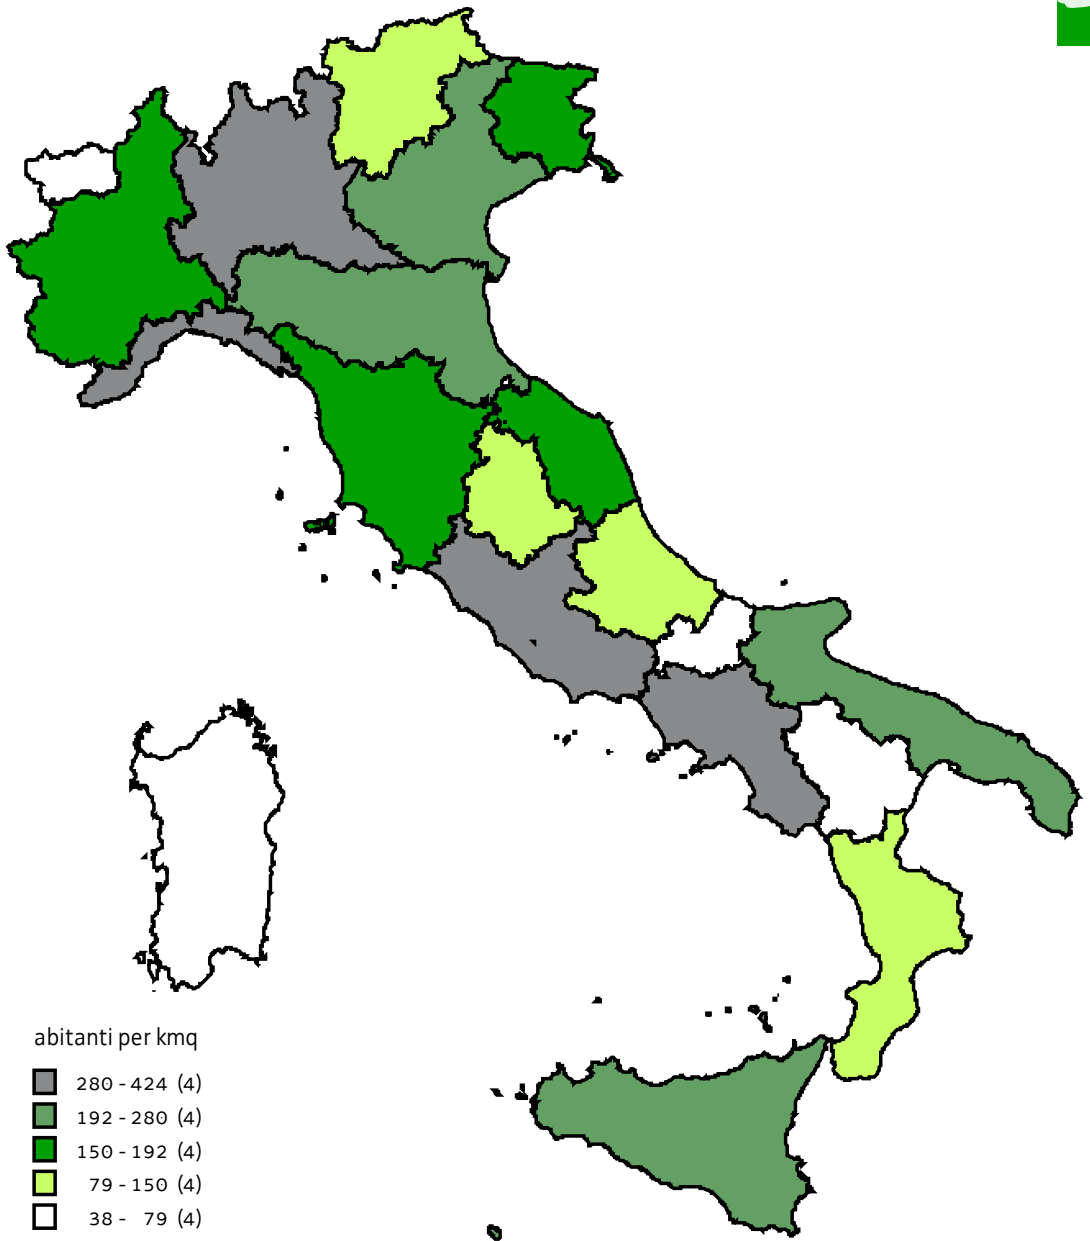 abitanti per kmq
280 - 424 (4)
192 - 280 (4)
150 - 192 (4)
79 - 150 (4)
38 - 79 (4)